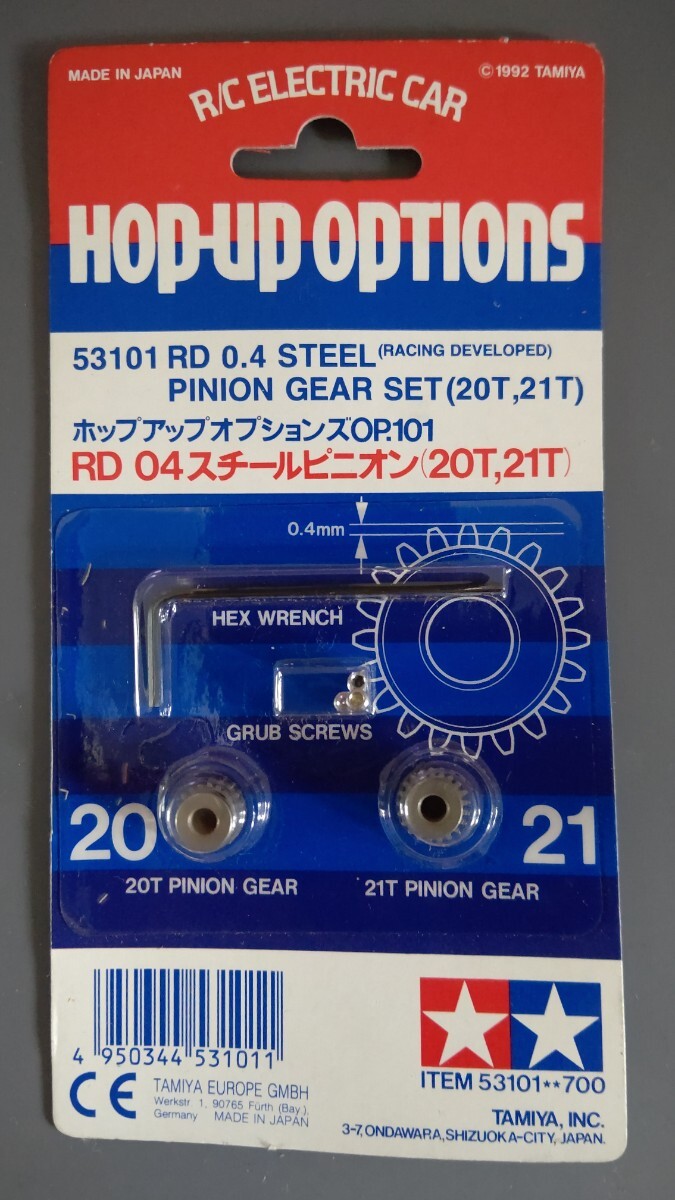 MADE IN JAPAN
© 1992 TAMIYA
R/C ELECTRIC CAR
HOP-UP OPTIONS
53101 RD 0.4 STEEL (RACING DEVELOPED)
PINION GEAR SET (20T,21T)
ホップアップオプションズOP.101
RD 04スチールピニオン(20T,21T)
0.4mm
HEX WRENCH
GRUB SCREWS
20
21
20T PINION GEAR
21T PINION GEAR
4 950344 531011
CE
TAMIYA EUROPE GMBH
Werkstr 1, 90765 Fürth (Bay.),
Germany MADE IN JAPAN
ITEM 53101**700
TAMIYA, INC.
3-7, ONDAWARA, SHIZUOKA-CITY, JAPAN.